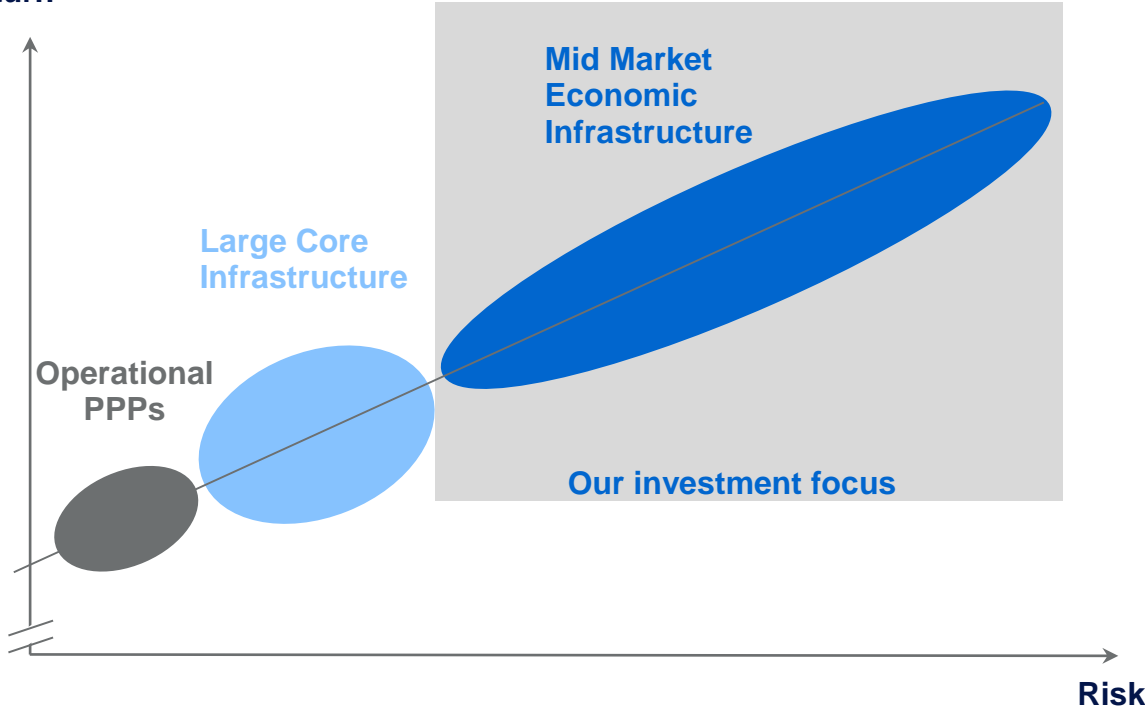 Mid Market
Economic
Infrastructure
Large Core
Infrastructure
Operational
PPPs
Our investment focus
Risk